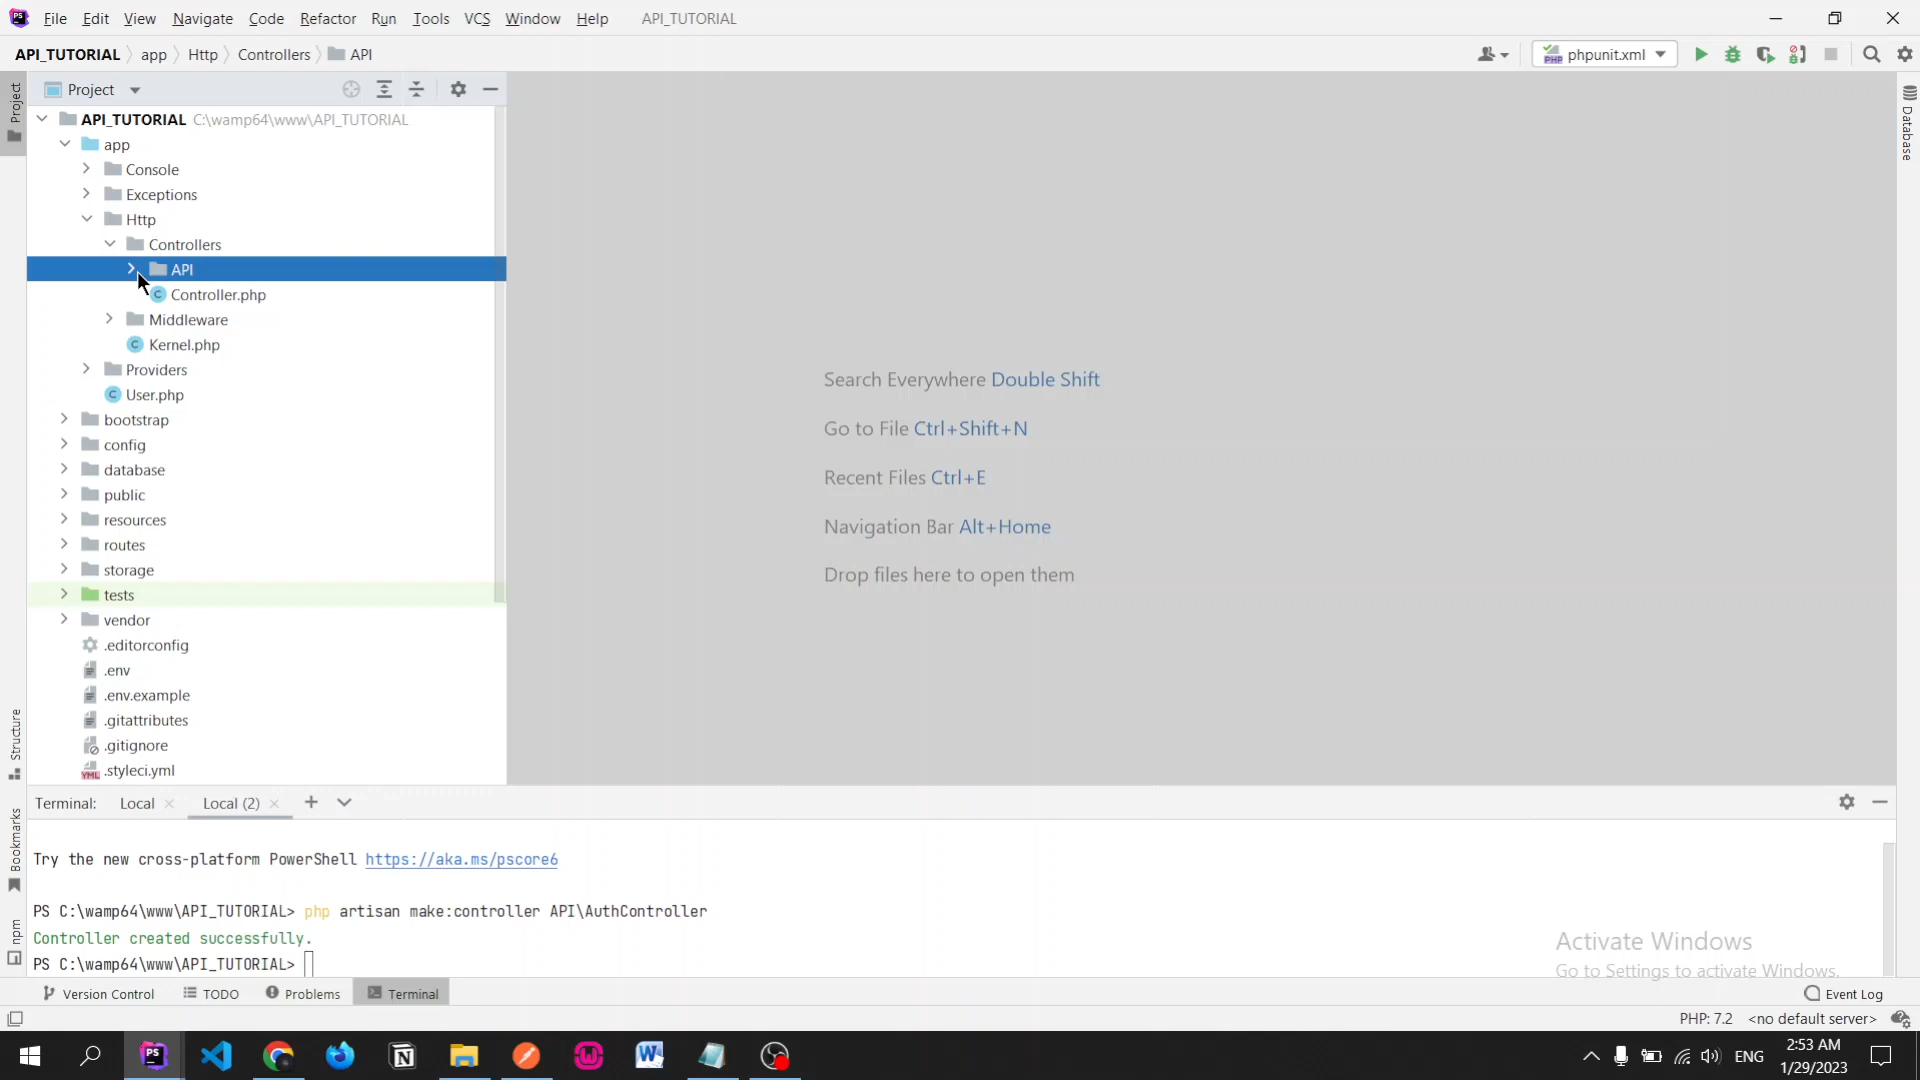 File Edit View Navigate Code Refactor Run Tools VCS Window Help API_TUTORIAL
API_TUTORIAL app Http Controllers API
phpunit.xml
Project
Project
API_TUTORIAL C:\wamp64\www\API_TUTORIAL
app
Console
Exceptions
Http
Controllers
API
Controller.php
Middleware
Kernel.php
Providers
User.php
bootstrap
config
database
public
resources
routes
storage
tests
vendor
.editorconfig
.env
.env.example
.gitattributes
.gitignore
.styleci.yml
Search Everywhere Double Shift
Go to File Ctrl+Shift+N
Recent Files Ctrl+E
Navigation Bar Alt+Home
Drop files here to open them
Database
Structure
Bookmarks
npm
Terminal: Local Local (2)
Try the new cross-platform PowerShell https://aka.ms/pscore6
PS C:\wamp64\www\API_TUTORIAL> php artisan make:controller API\AuthController
Controller created successfully.
PS C:\wamp64\www\API_TUTORIAL>
Activate Windows
Go to Settings to activate Windows.
Version Control TODO Problems Terminal Event Log
PHP: 7.2 <no default server>
ENG
2:53 AM
1/29/2023